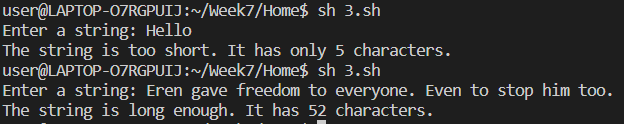 user@LAPTOP-O7RGPUIJ:~/Week7/Home$ sh 3.sh
Enter a string: Hello
The string is too short. It has only 5 characters.
user@LAPTOP-O7RGPUIJ:~/Week7/Home$ sh 3.sh
Enter a string: Eren gave freedom to everyone. Even to stop him too.
The string is long enough. It has 52 characters.